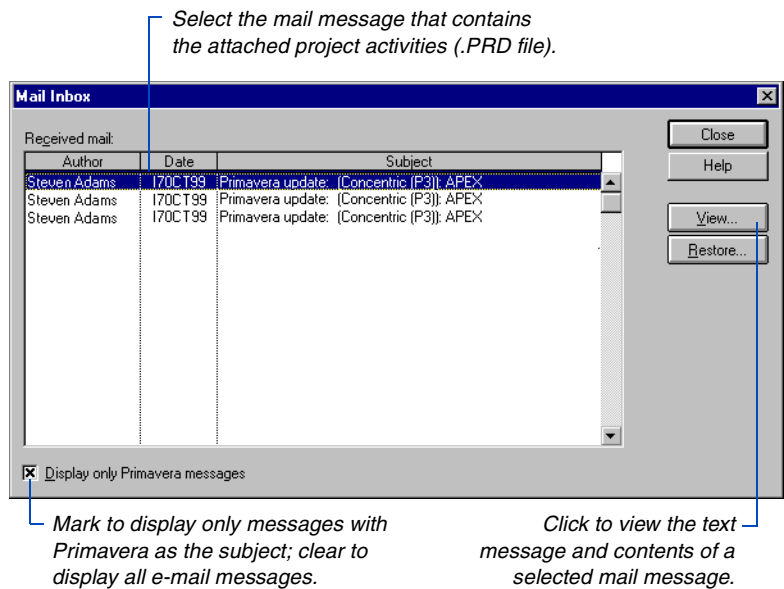 Select the mail message that contains
the attached project activities (.PRD file).
Mail Inbox
Received mail:
Author Date Subject
Steven Adams 170CT99 Primavera update: (Concentric (P3)): APEX
Steven Adams 170CT99 Primavera update: (Concentric (P3)): APEX
Steven Adams 170CT99 Primavera update: (Concentric (P3)): APEX
Close
Help
View...
Restore...
Display only Primavera messages
Mark to display only messages with
Primavera as the subject; clear to
display all e-mail messages.
Click to view the text
message and contents of a
selected mail message.